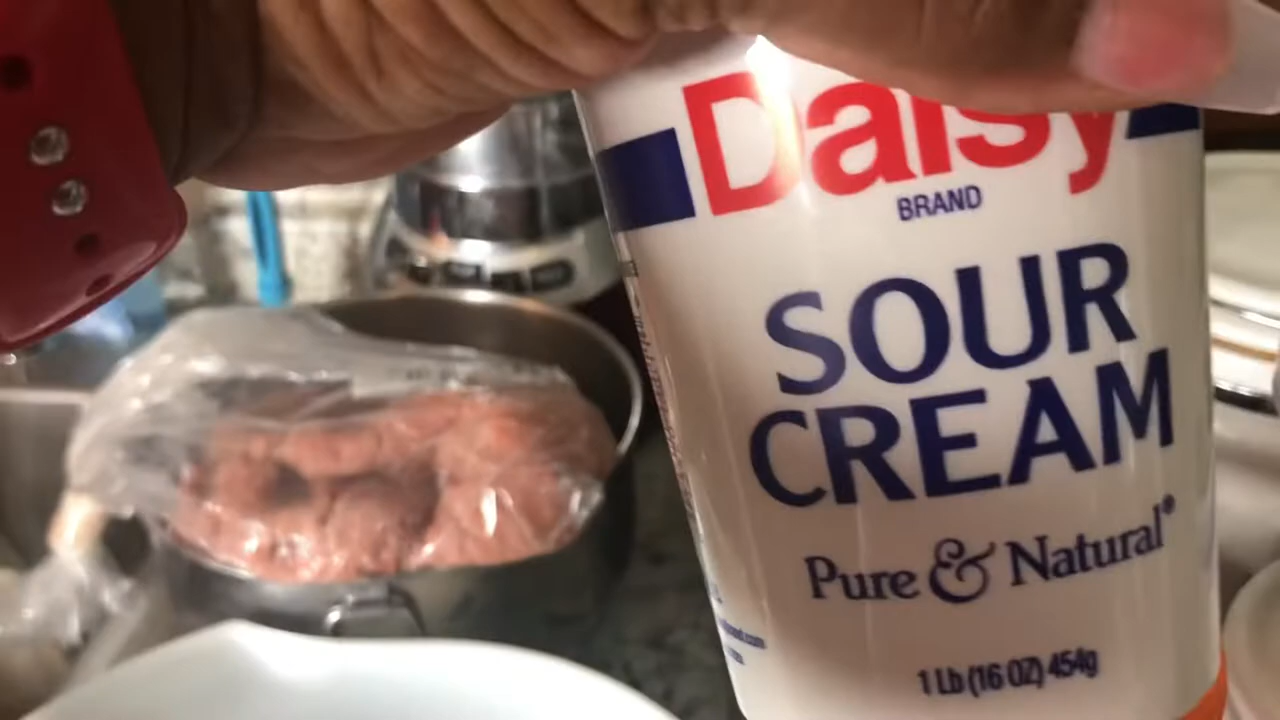 Daisy
BRAND
SOUR
CREAM
Pure & Natural®
1 Lb (16 OZ) 454g